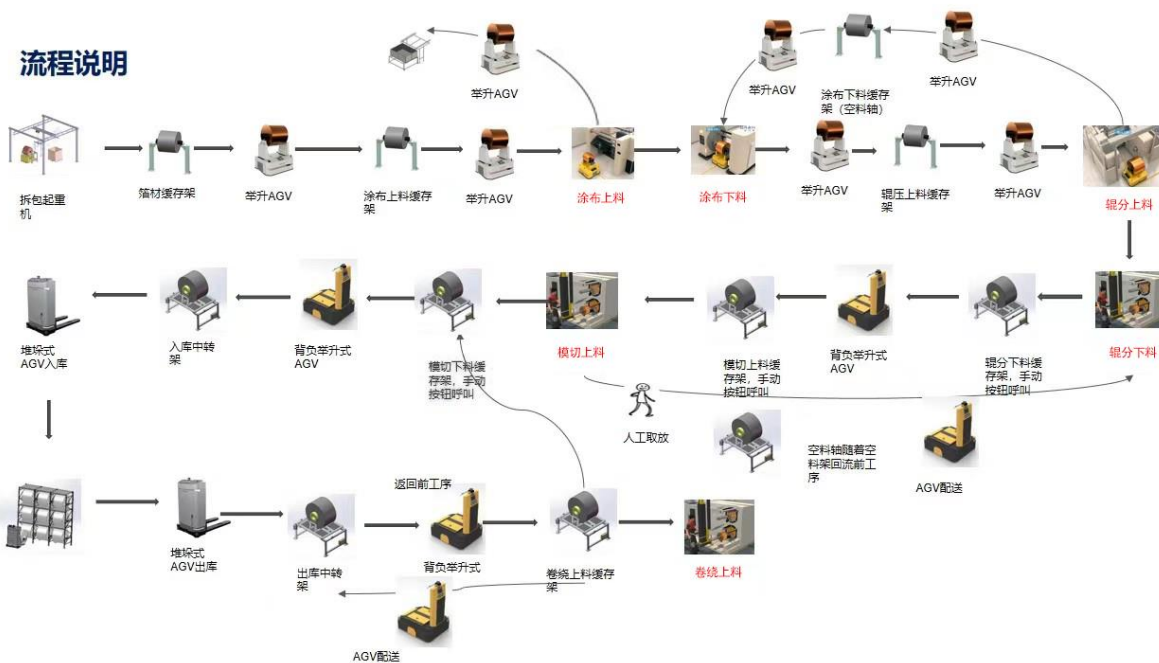 流程说明
举升AGV
举升AGV
涂布下料缓存
架（空料轴）
举升AGV
拆包起重
机
箔材缓存架
举升AGV
涂布上料缓存
架
举升AGV
涂布上料
涂布下料
举升AGV
辊压上料缓存
架
举升AGV
辊分上料
堆垛式
AGV入库
入库中转
架
背负举升式
AGV
模切下料缓
存架，手动
按钮呼叫
模切上料
模切上料缓
存架，手动
按钮呼叫
背负举升式
AGV
辊分下料缓
存架，手动
按钮呼叫
辊分下料
人工取放
空料轴随着空
料架回流前工
序
AGV配送
堆垛式
AGV出库
出库中转
架
返回前工序
背负举升式
卷绕上料缓存
架
卷绕上料
AGV配送